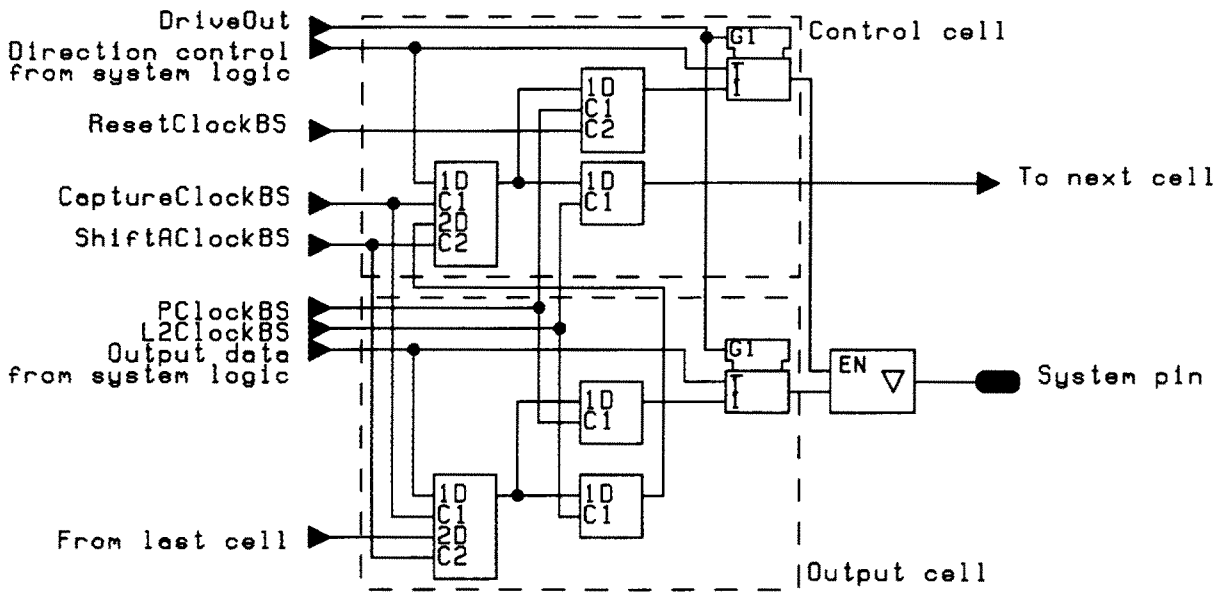 DriveOut
Direction control
from system logic
ResetClockBS
CaptureClockBS
ShiftAClockBS
PClockBS
L2ClockBS
Output data
from system logic
From last cell
G1
1
1
Control cell
1D
C1
C2
1D
C1
2D
C2
1D
C1
To next cell
G1
1
1
EN
System pin
1D
C1
1D
C1
2D
C2
1D
C1
Output cell